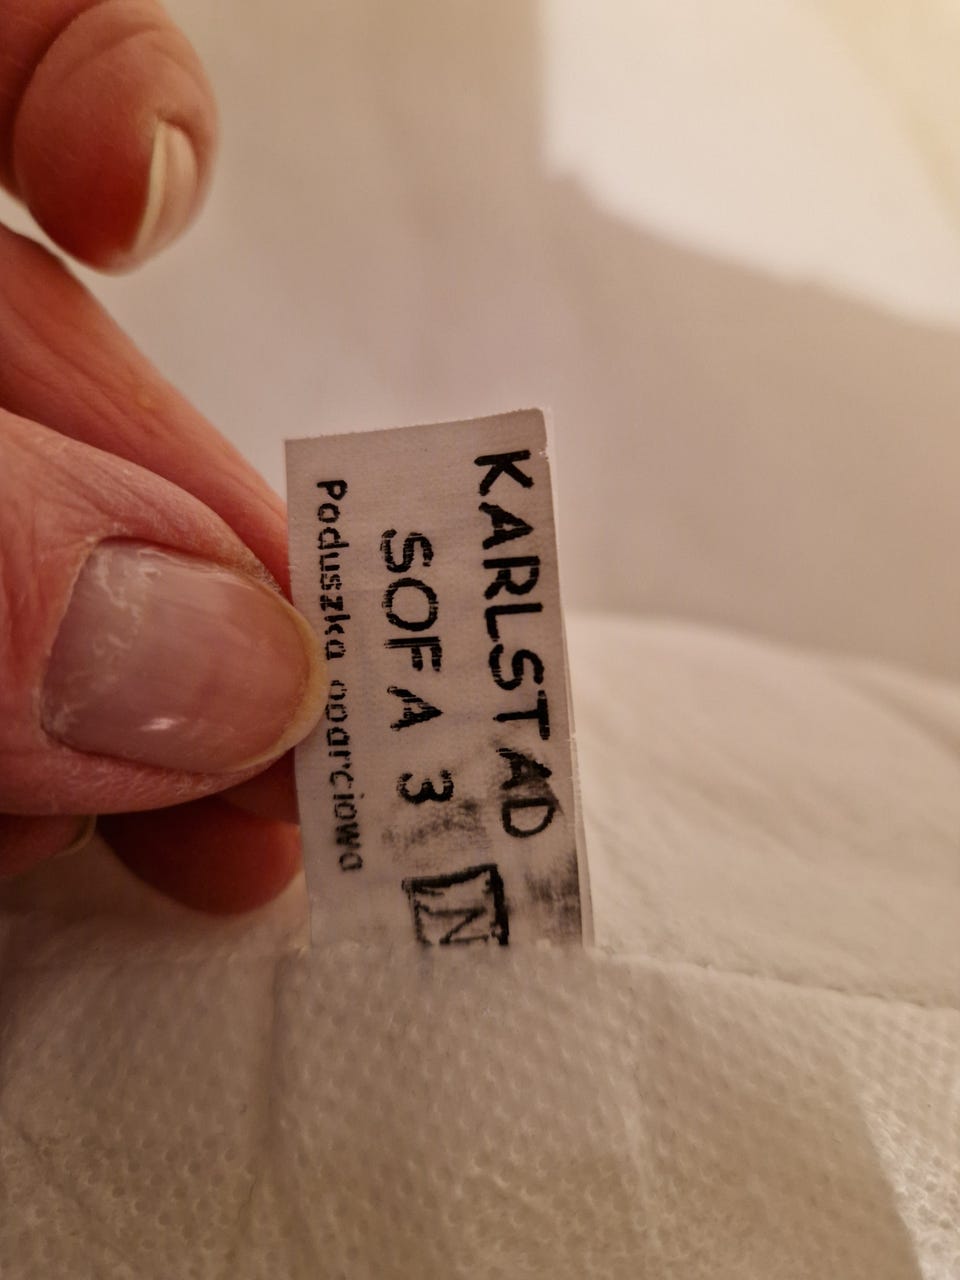 KARLSTAD
SOFA 3
N
Poduszka oparciowa